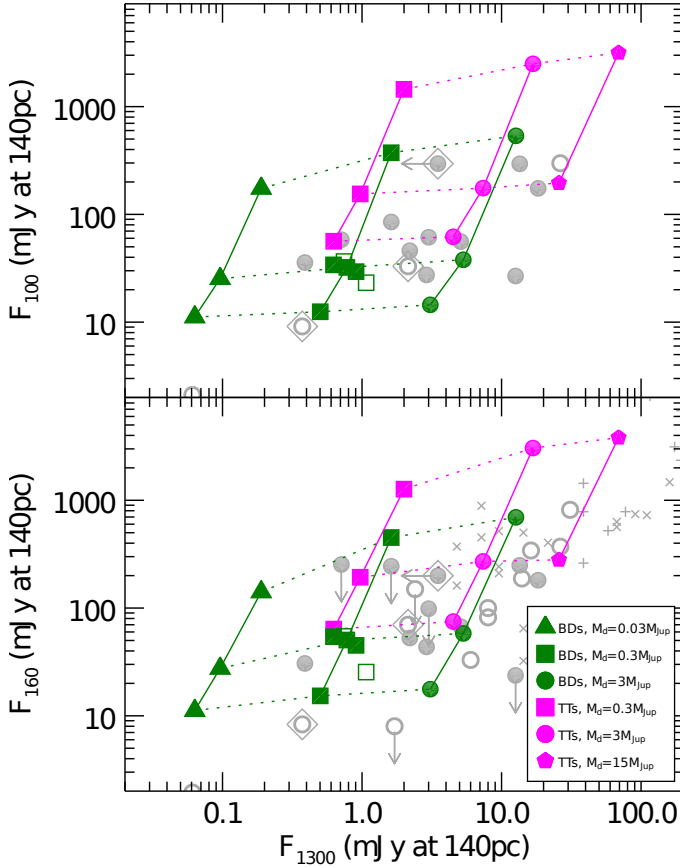 1000
100
10
F100 (mJy at 140pc)
1000
100
10
F160 (mJy at 140pc)
BDs, Md=0.03MJup
BDs, Md=0.3MJup
BDs, Md=3MJup
TTs, Md=0.3MJup
TTs, Md=3MJup
TTs, Md=15MJup
0.1 1.0 10.0 100.0
F1300 (mJy at 140pc)